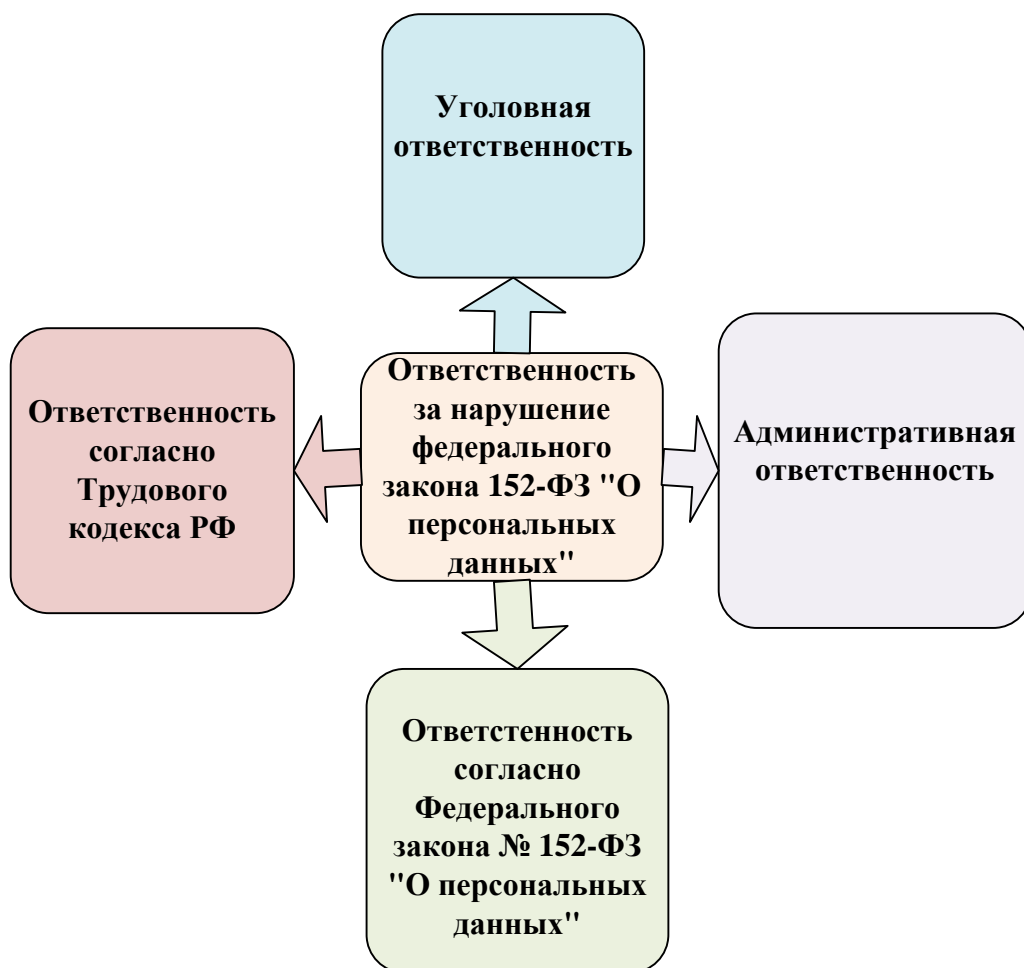 Уголовная
ответственность
Ответственность
согласно
Трудового
кодекса РФ
Ответственность
за нарушение
федерального
закона 152-ФЗ "О
персональных
данных"
Административная
ответственность
Ответстенность
согласно
Федерального
закона № 152-ФЗ
"О персональных
данных"